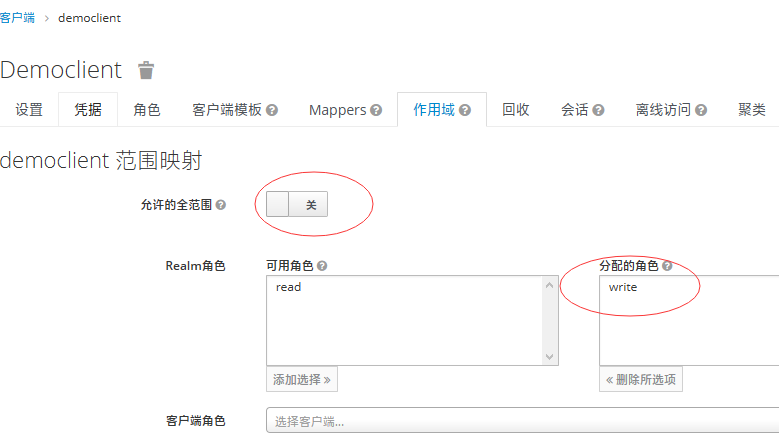 客户端 › democlient
Democlient
设置 凭据 角色 客户端模板 Mappers 作用域 回收 会话 离线访问 聚类
democlient 范围映射
允许的全范围 关
Realm角色 可用角色 分配的角色
read write
添加选择 » « 删除所选项
客户端角色 选择客户端...